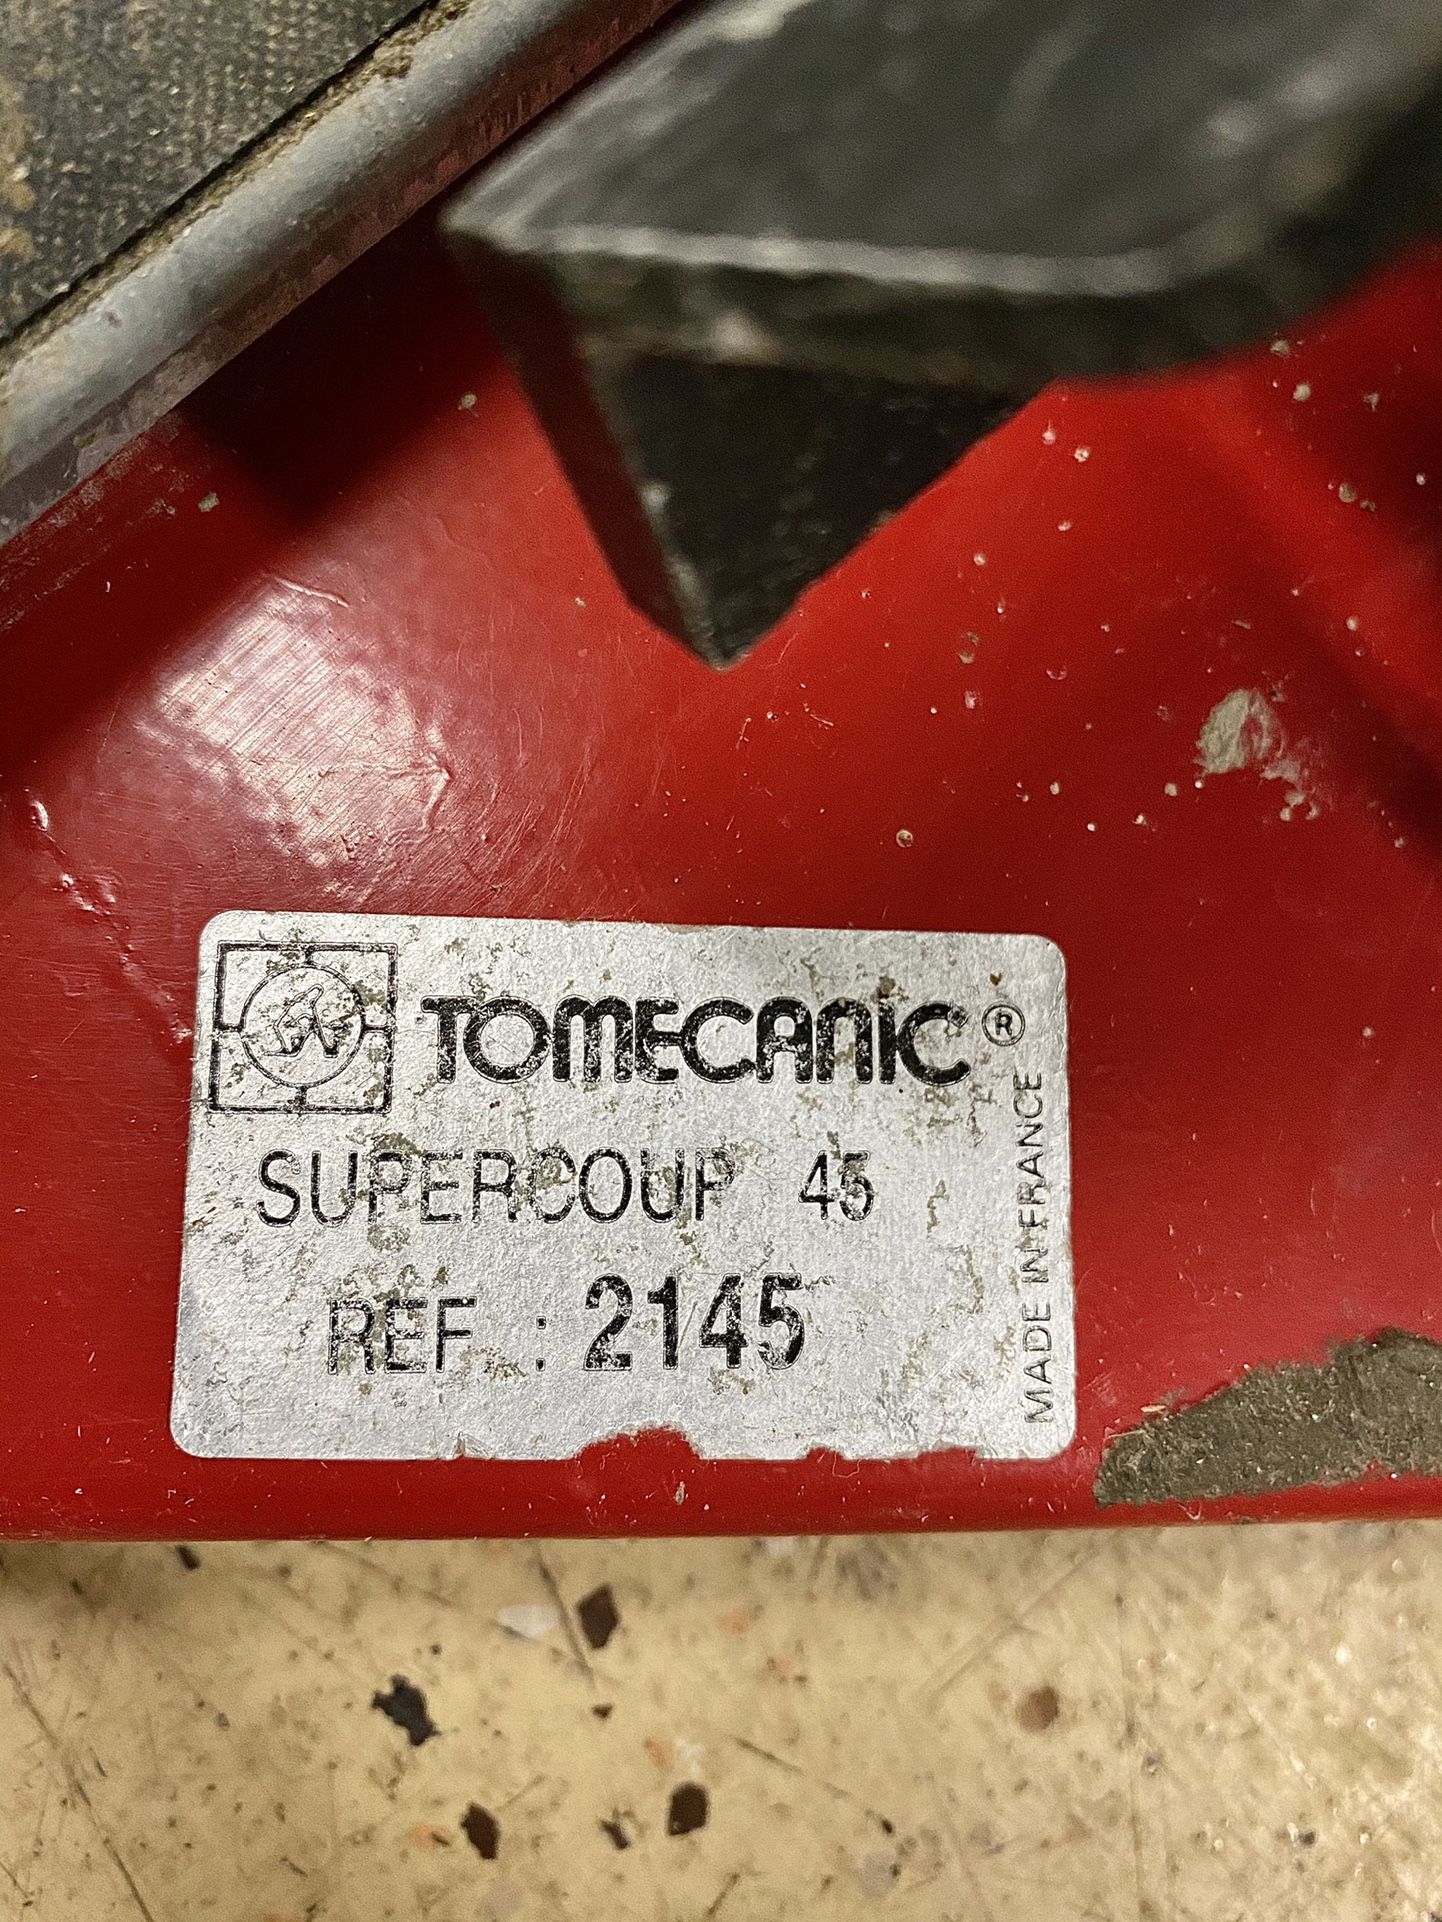 TOMECANIC®
SUPERCOUP 45
REF. : 2145
MADE IN FRANCE